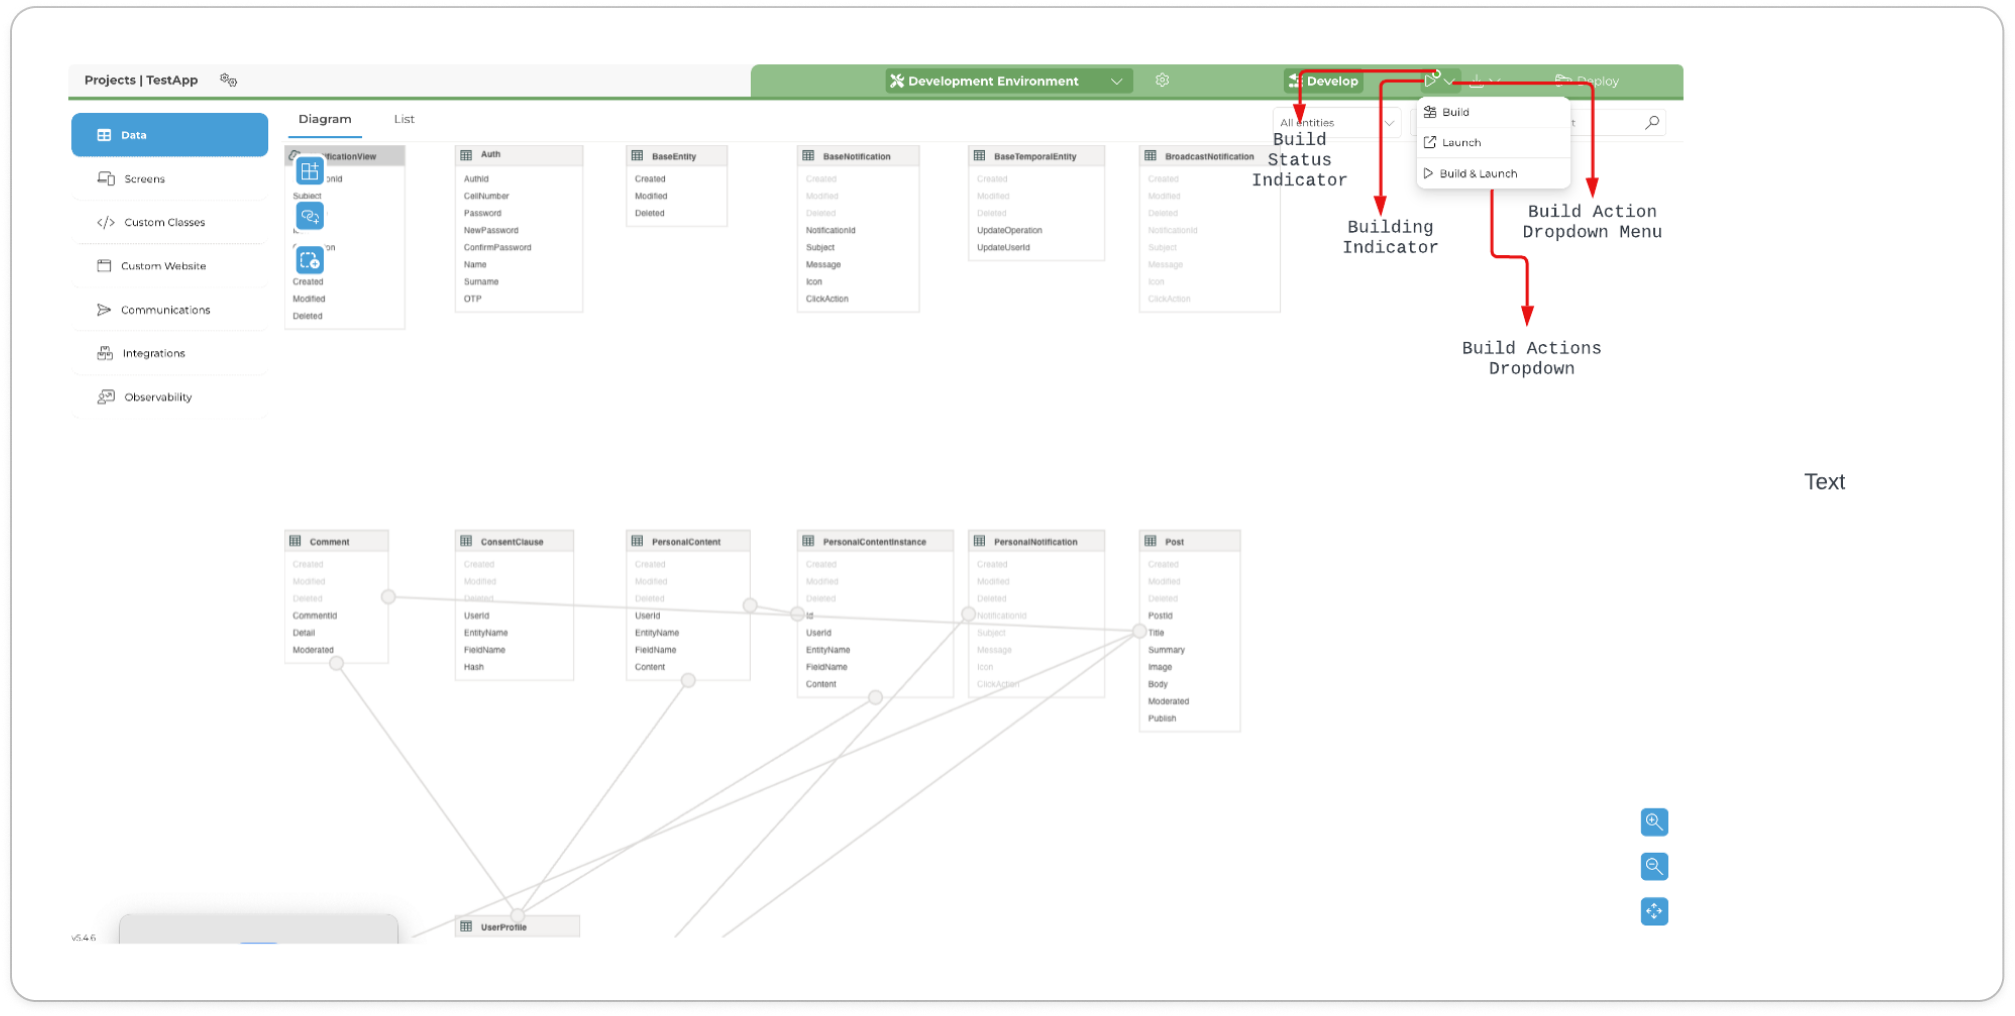 Projects | TestApp
Development Environment
Develop
Deploy
Data
Screens
Custom Classes
Custom Website
Communications
Integrations
Observability
v5.4.6
Diagram
List
All entities
Build
Launch
Build & Launch
Build
Status
Indicator
Building
Indicator
Build Action
Dropdown Menu
Build Actions
Dropdown
Text
Subject
Created
Modified
Deleted
Auth
AuthId
CellNumber
Password
NewPassword
ConfirmPassword
Name
Surname
OTP
BaseEntity
Created
Modified
Deleted
BaseNotification
Created
Modified
Deleted
NotificationId
Subject
Message
Icon
ClickAction
BaseTemporalEntity
Created
Modified
Deleted
UpdateOperation
UpdateUserId
BroadcastNotification
Created
Modified
Deleted
NotificationId
Subject
Message
Icon
ClickAction
Comment
Created
Modified
Deleted
CommentId
Detail
Moderated
ConsentClause
Created
Modified
Deleted
UserId
EntityName
FieldName
Hash
PersonalContent
Created
Modified
Deleted
UserId
EntityName
FieldName
Content
PersonalContentInstance
Created
Modified
Deleted
Id
UserId
EntityName
FieldName
Content
PersonalNotification
Created
Modified
Deleted
NotificationId
Subject
Message
Icon
ClickAction
Post
Created
Modified
Deleted
PostId
Title
Summary
Image
Body
Moderated
Publish
UserProfile